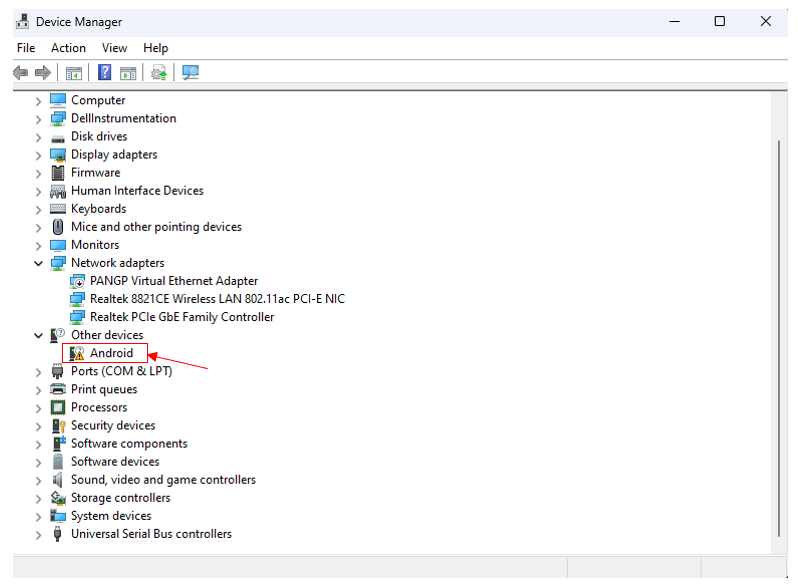 Device Manager
File Action View Help
Computer
DellInstrumentation
Disk drives
Display adapters
Firmware
Human Interface Devices
Keyboards
Mice and other pointing devices
Monitors
Network adapters
PANGP Virtual Ethernet Adapter
Realtek 8821CE Wireless LAN 802.11ac PCI-E NIC
Realtek PCIe GbE Family Controller
Other devices
Android
Ports (COM & LPT)
Print queues
Processors
Security devices
Software components
Software devices
Sound, video and game controllers
Storage controllers
System devices
Universal Serial Bus controllers